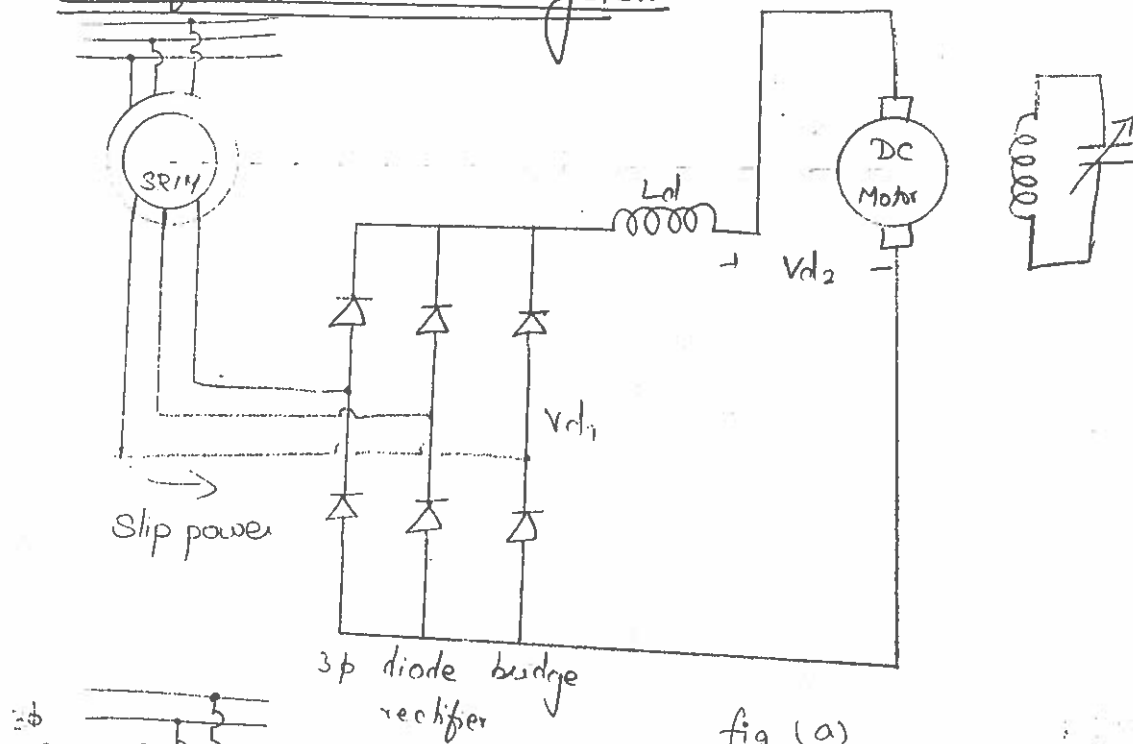 SRIM
DC
Motor
Ld
+ Vd2 -
Vd1
Slip power
3φ diode bridge
rectifier
fig (a)